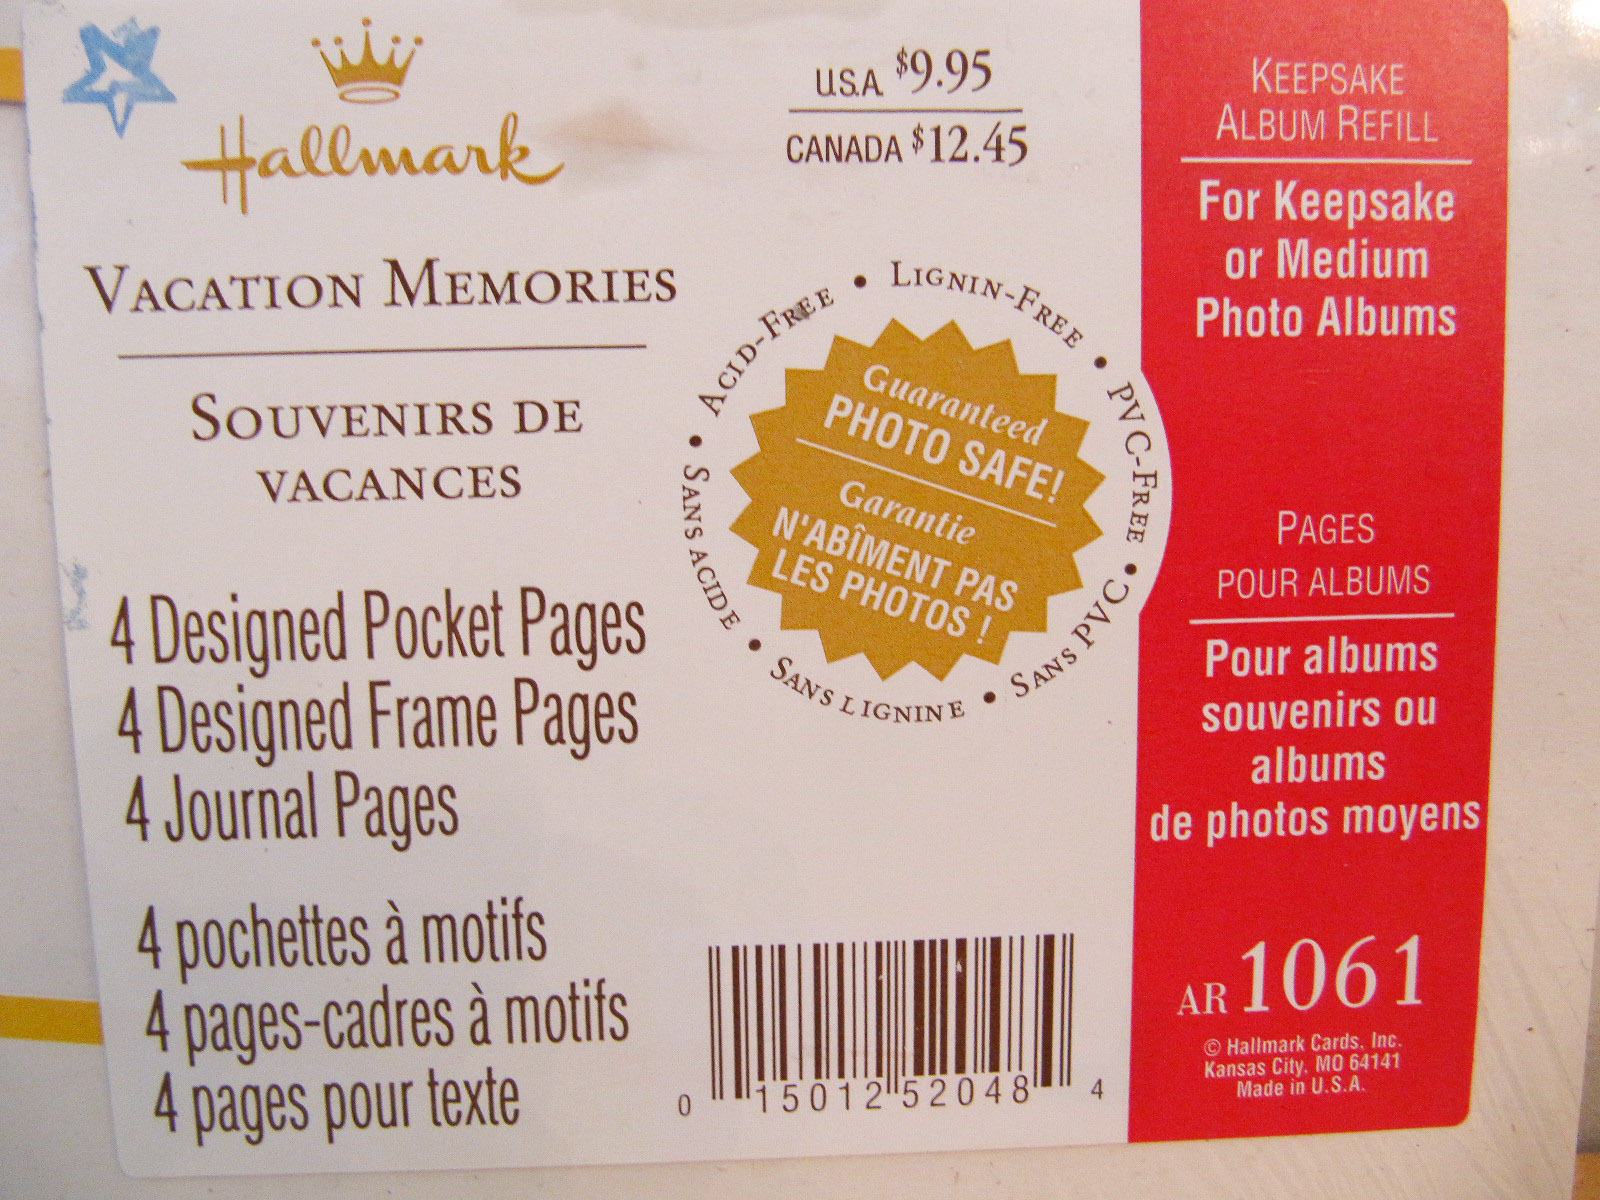 Hallmark
U.S.A. $9.95
CANADA $12.45
VACATION MEMORIES
SOUVENIRS DE
VACANCES
4 Designed Pocket Pages
4 Designed Frame Pages
4 Journal Pages
4 pochettes à motifs
4 pages-cadres à motifs
4 pages pour texte
ACID-FREE • LIGNIN-FREE • PVC-FREE •
SANS ACIDE • SANS LIGNINE • SANS PVC •
Guaranteed
PHOTO SAFE!
Garantie
N'ABÎMENT PAS
LES PHOTOS !
0 15012 52048 4
KEEPSAKE
ALBUM REFILL
For Keepsake
or Medium
Photo Albums
PAGES
POUR ALBUMS
Pour albums
souvenirs ou
albums
de photos moyens
AR 1061
© Hallmark Cards, Inc.
Kansas City, MO 64141
Made in U.S.A.